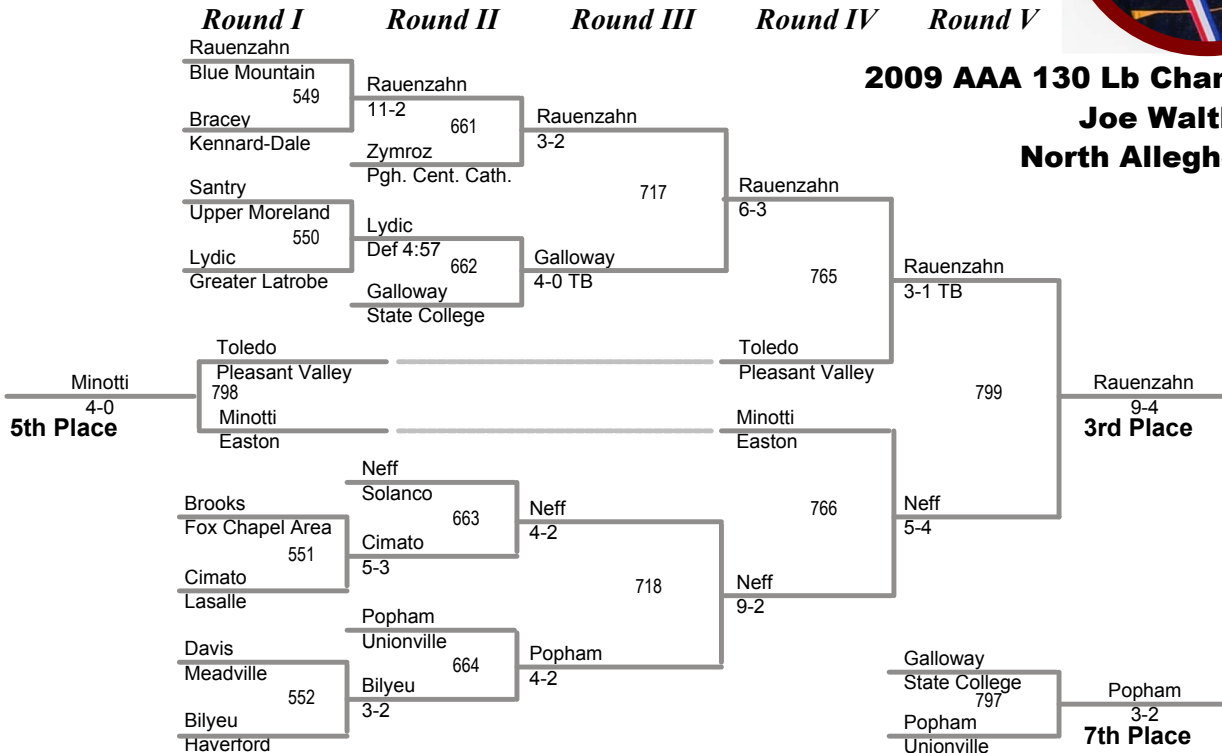 Round I Round II Round III Round IV Round V
2009 AAA 130 Lb
Joe
North
Rauenzahn
Blue Mountain
549
Bracey
Kennard-Dale
Rauenzahn
11-2
661
Zymroz
Pgh. Cent. Cath.
Rauenzahn
3-2
Santry
Upper Moreland
550
Lydic
Greater Latrobe
Lydic
Def 4:57
662
Galloway
State College
Galloway
4-0 TB
717
Rauenzahn
6-3
765
Toledo
Pleasant Valley
Toledo
Pleasant Valley
Rauenzahn
3-1 TB
798
Minotti
Easton
Minotti
4-0
5th Place
Minotti
Easton
799
Rauenzahn
9-4
3rd Place
Neff
Solanco
663
Brooks
Fox Chapel Area
551
Cimato
Lasalle
Cimato
5-3
Neff
4-2
766
Neff
5-4
718
Neff
9-2
Popham
Unionville
664
Davis
Meadville
552
Bilyeu
Haverford
Bilyeu
3-2
Popham
4-2
Galloway
State College
797
Popham
Unionville
Popham
3-2
7th Place